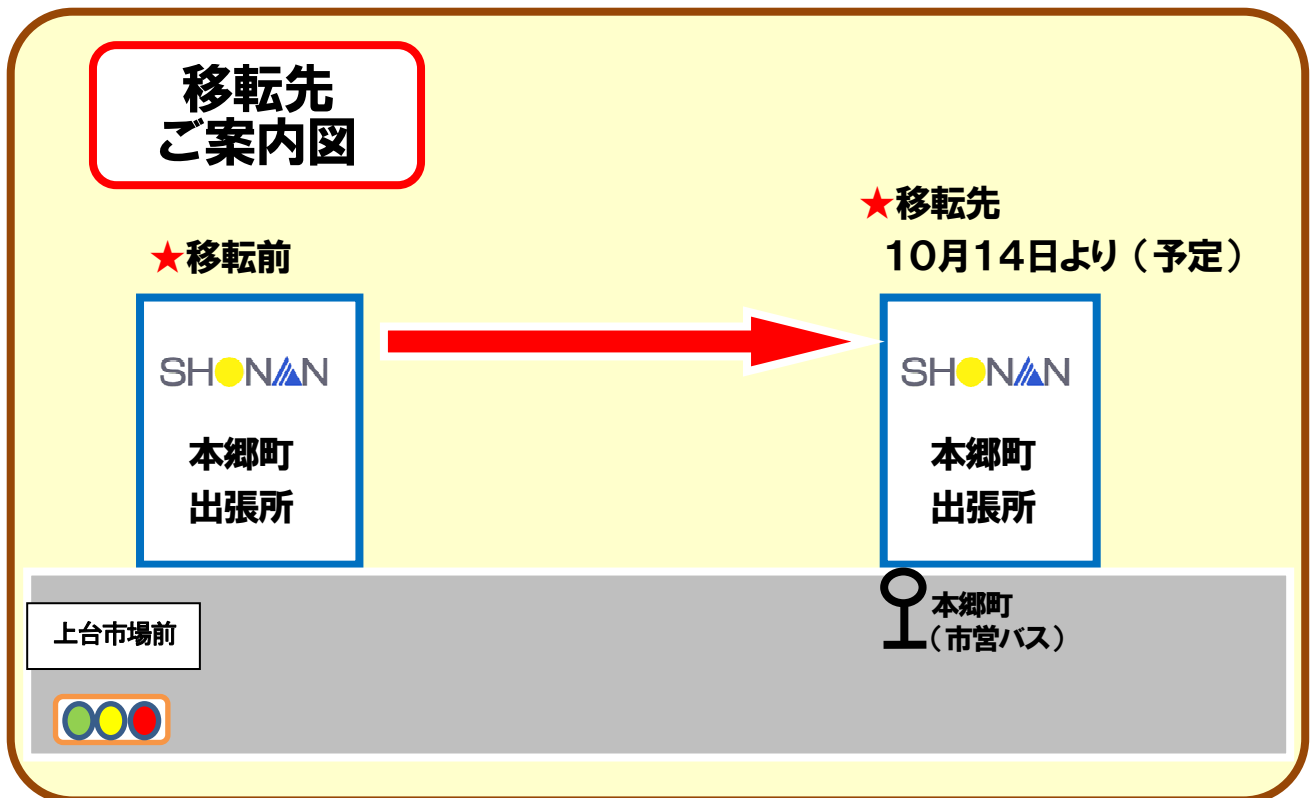 移転先
ご案内図
★移転前
★移転先
10月14日より（予定）
SHONAN
本郷町
出張所
SHONAN
本郷町
出張所
上台市場前
本郷町
（市営バス）